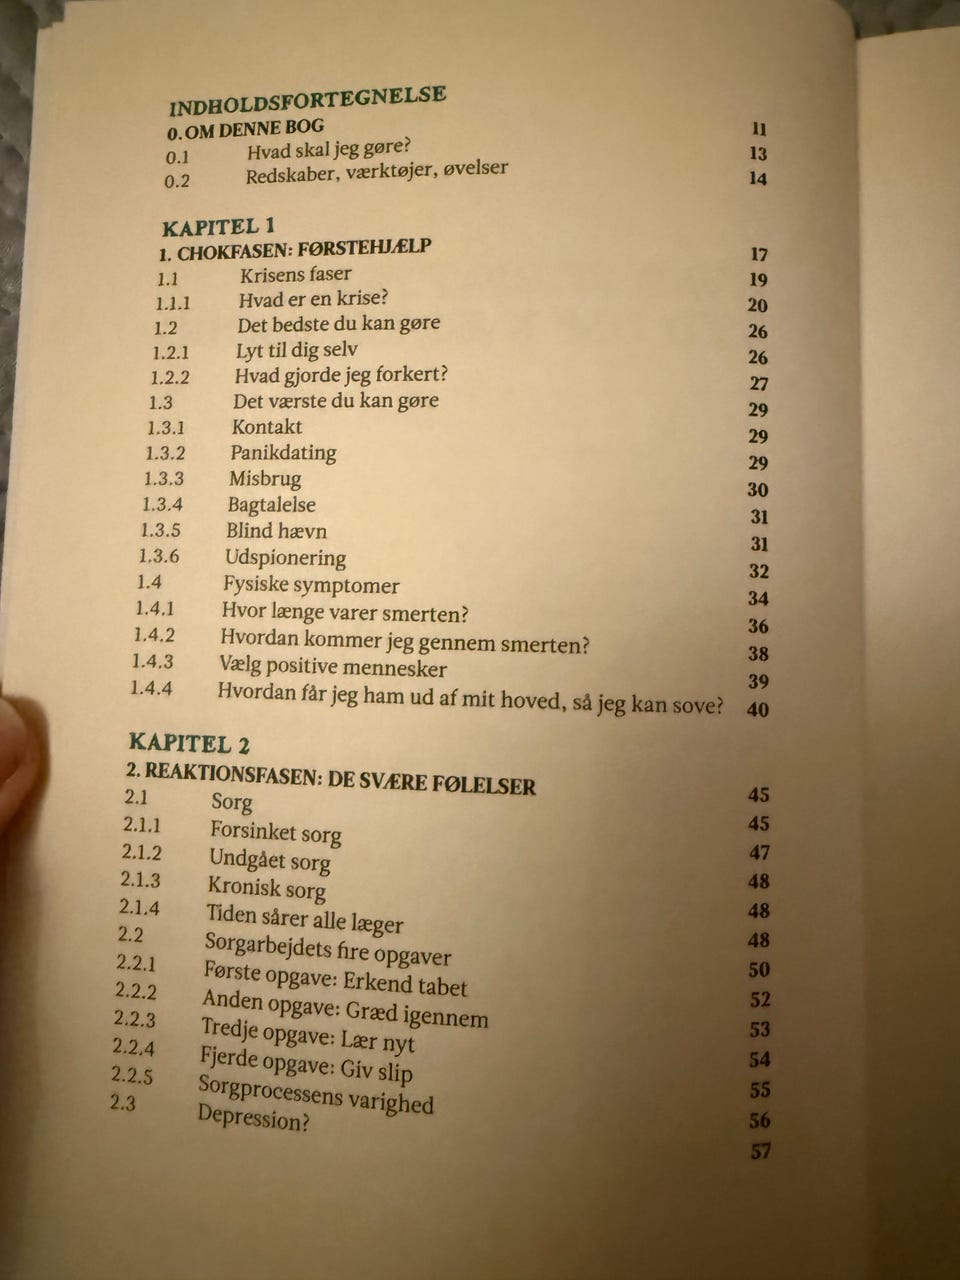 INDHOLDSFORTEGNELSE
0. OM DENNE BOG 11
0.1 Hvad skal jeg gøre? 13
0.2 Redskaber, værktøjer, øvelser 14
KAPITEL 1
1. CHOKFASEN: FØRSTEHJÆLP 17
1.1 Krisens faser 19
1.1.1 Hvad er en krise? 20
1.2 Det bedste du kan gøre 26
1.2.1 Lyt til dig selv 26
1.2.2 Hvad gjorde jeg forkert? 27
1.3 Det værste du kan gøre 29
1.3.1 Kontakt 29
1.3.2 Panikdating 29
1.3.3 Misbrug 30
1.3.4 Bagtalelse 31
1.3.5 Blind hævn 31
1.3.6 Udspionering 32
1.4 Fysiske symptomer 34
1.4.1 Hvor længe varer smerten? 36
1.4.2 Hvordan kommer jeg gennem smerten? 38
1.4.3 Vælg positive mennesker 39
1.4.4 Hvordan får jeg ham ud af mit hoved, så jeg kan sove? 40
KAPITEL 2
2. REAKTIONSFASEN: DE SVÆRE FØLELSER 45
2.1 Sorg 45
2.1.1 Forsinket sorg 47
2.1.2 Undgået sorg 48
2.1.3 Kronisk sorg 48
2.1.4 Tiden sårer alle læger 48
2.2 Sorgarbejdets fire opgaver 50
2.2.1 Første opgave: Erkend tabet 52
2.2.2 Anden opgave: Græd igennem 53
2.2.3 Tredje opgave: Lær nyt 54
2.2.4 Fjerde opgave: Giv slip 55
2.2.5 Sorgprocessens varighed 56
2.3 Depression? 57